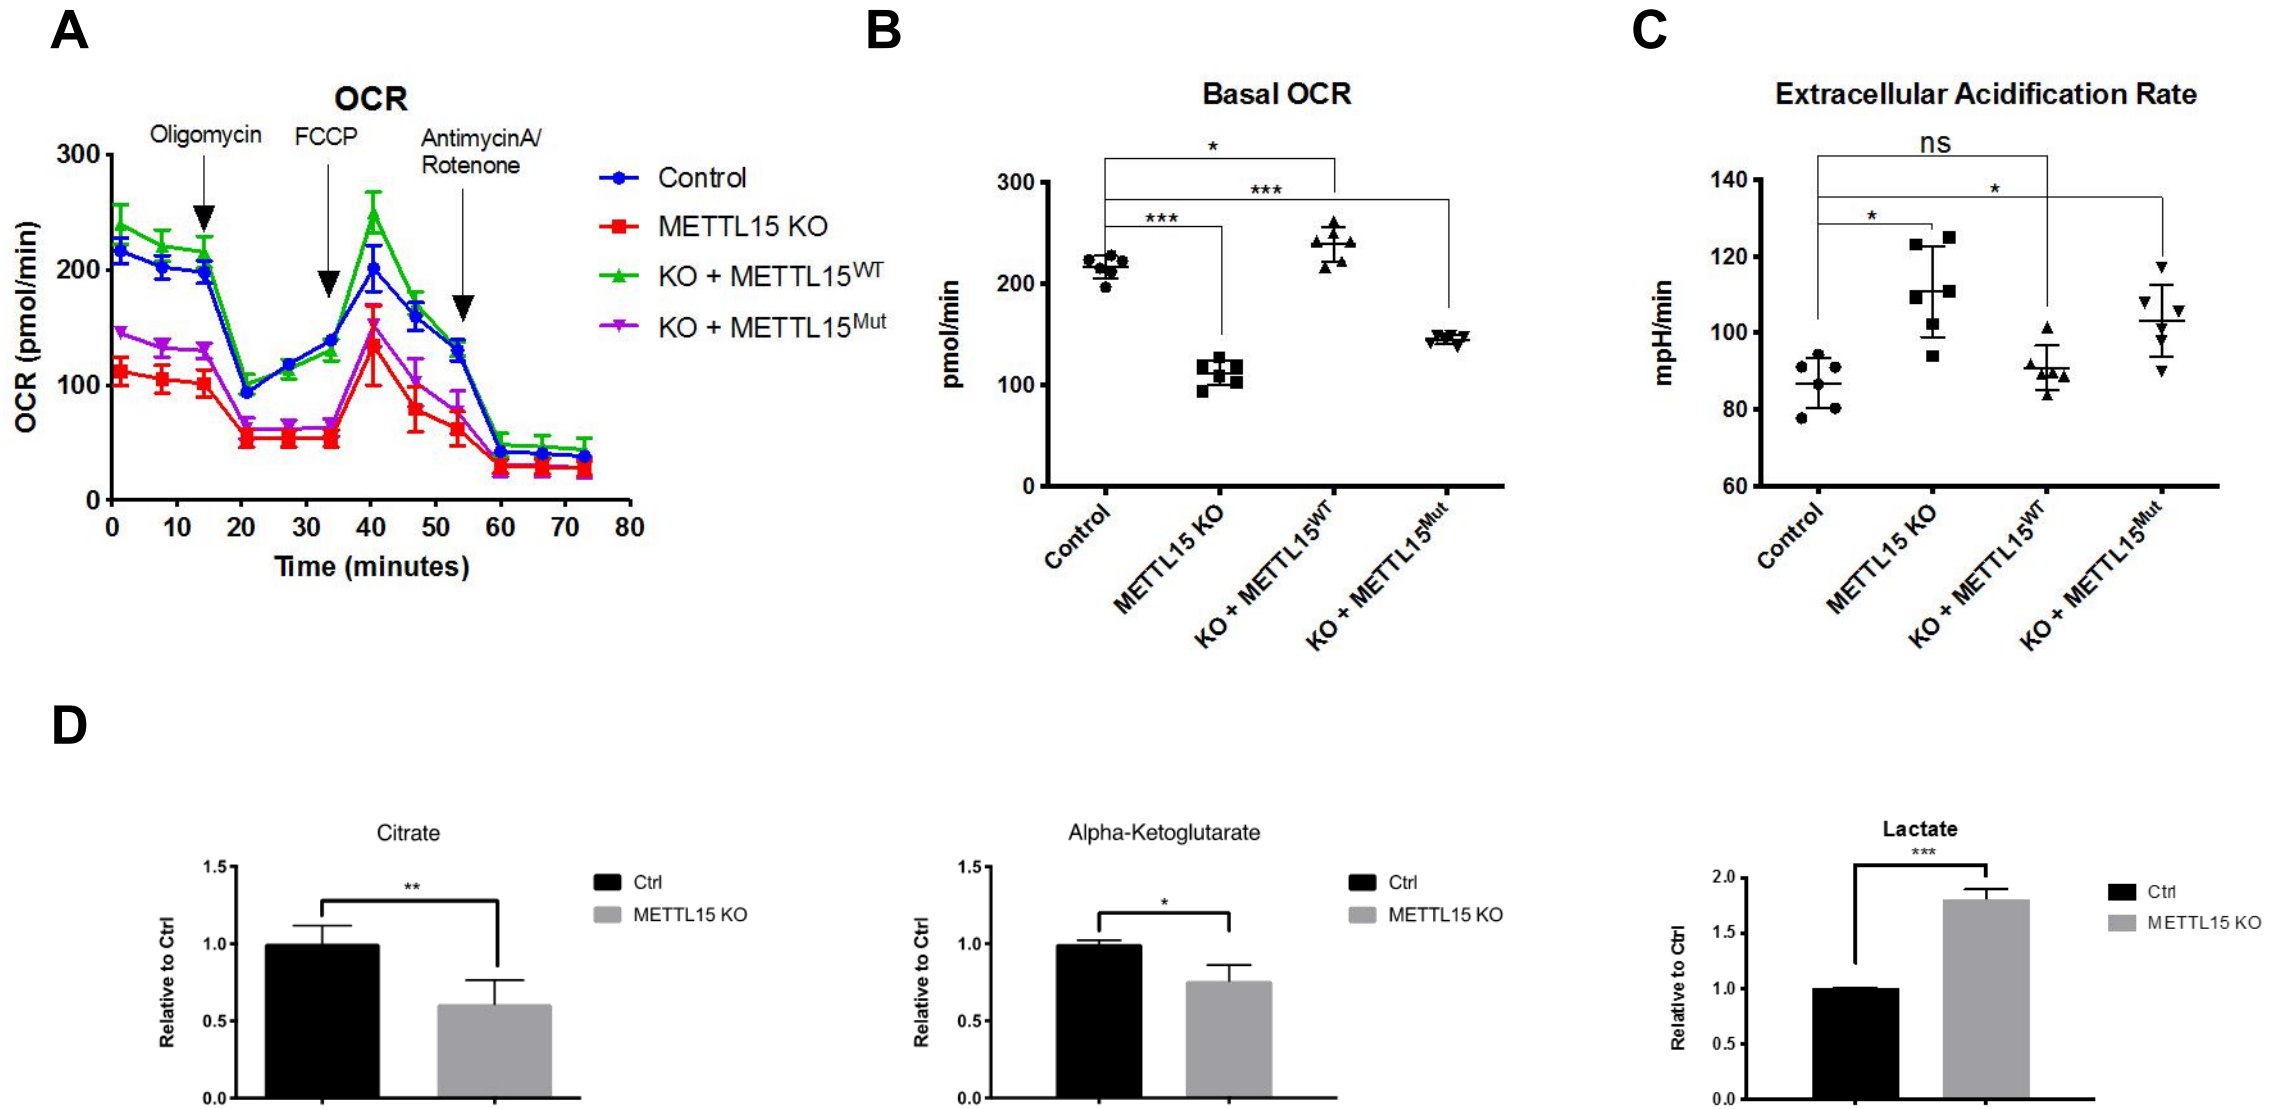 A
OCR
Oligomycin
FCCP
AntimycinA/
Rotenone
300
200
100
0
OCR (pmol/min)
0 10 20 30 40 50 60 70 80
Time (minutes)
Control
METTL15 KO
KO + METTL15WT
KO + METTL15Mut
B
Basal OCR
*
***
***
300
200
100
0
pmol/min
Control
METTL15 KO
KO + METTL15WT
KO + METTL15Mut
C
Extracellular Acidification Rate
ns
*
*
140
120
100
80
60
mpH/min
Control
METTL15 KO
KO + METTL15WT
KO + METTL15Mut
D
Citrate
**
1.5
1.0
0.5
0.0
Relative to Ctrl
Ctrl
METTL15 KO
Alpha-Ketoglutarate
*
1.5
1.0
0.5
0.0
Relative to Ctrl
Ctrl
METTL15 KO
Lactate
***
2.0
1.5
1.0
0.5
0.0
Relative to Ctrl
Ctrl
METTL15 KO